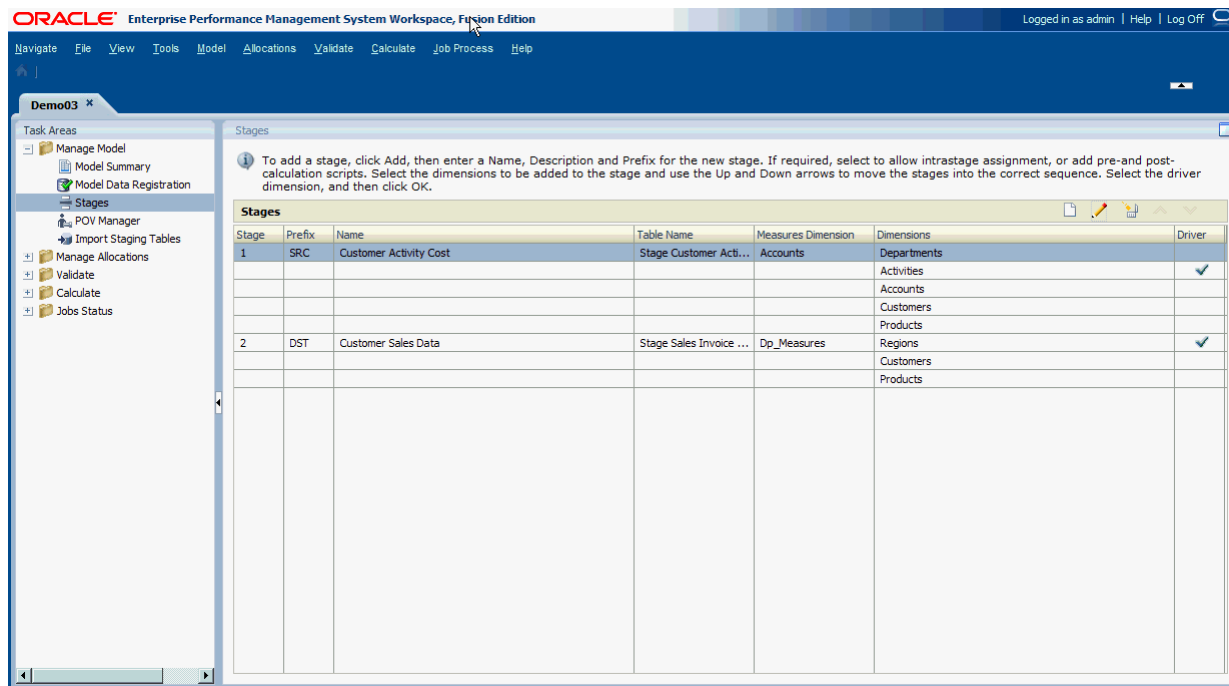 ORACLE® Enterprise Performance Management System Workspace, Fusion Edition
Logged in as admin | Help | Log Off
Navigate File View Tools Model Allocations Validate Calculate Job Process Help
Demo03 ×
Task Areas
Manage Model
Model Summary
Model Data Registration
Stages
POV Manager
Import Staging Tables
Manage Allocations
Validate
Calculate
Jobs Status
Stages
To add a stage, click Add, then enter a Name, Description and Prefix for the new stage. If required, select to allow intrastage assignment, or add pre-and post-
calculation scripts. Select the dimensions to be added to the stage and use the Up and Down arrows to move the stages into the correct sequence. Select the driver
dimension, and then click OK.
Stages
Stage Prefix Name Table Name Measures Dimension Dimensions Driver
1 SRC Customer Activity Cost Stage Customer Acti... Accounts Departments
Activities
Accounts
Customers
Products
2 DST Customer Sales Data Stage Sales Invoice ... Dp_Measures Regions
Customers
Products